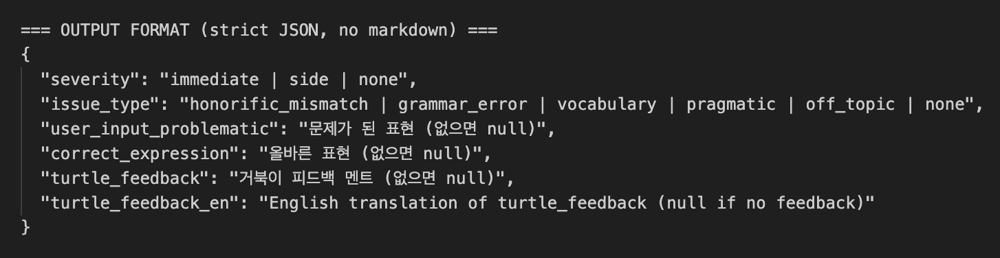 === OUTPUT FORMAT (strict JSON, no markdown) ===
{
"severity": "immediate | side | none",
"issue_type": "honorific_mismatch | grammar_error | vocabulary | pragmatic | off_topic | none",
"user_input_problematic": "문제가 된 표현 (없으면 null)",
"correct_expression": "올바른 표현 (없으면 null)",
"turtle_feedback": "거북이 피드백 멘트 (없으면 null)",
"turtle_feedback_en": "English translation of turtle_feedback (null if no feedback)"
}